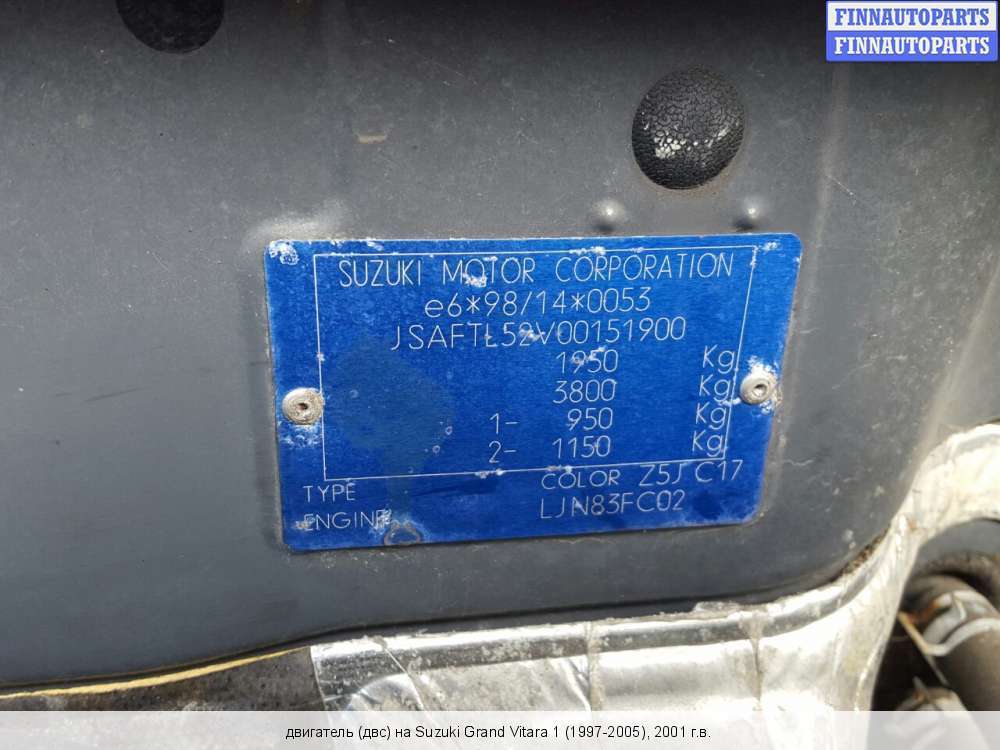 FINNAUTOPARTS
FINNAUTOPARTS
SUZUKI MOTOR CORPORATION
e6*98/14*0053
JSAFTL52V00151900
1950 Kg
3800 Kg
1- 950 Kg
2- 1150 Kg
TYPE COLOR Z5J C17
ENGINE LJN83FC02
двигатель (двс) на Suzuki Grand Vitara 1 (1997-2005), 2001 г.в.